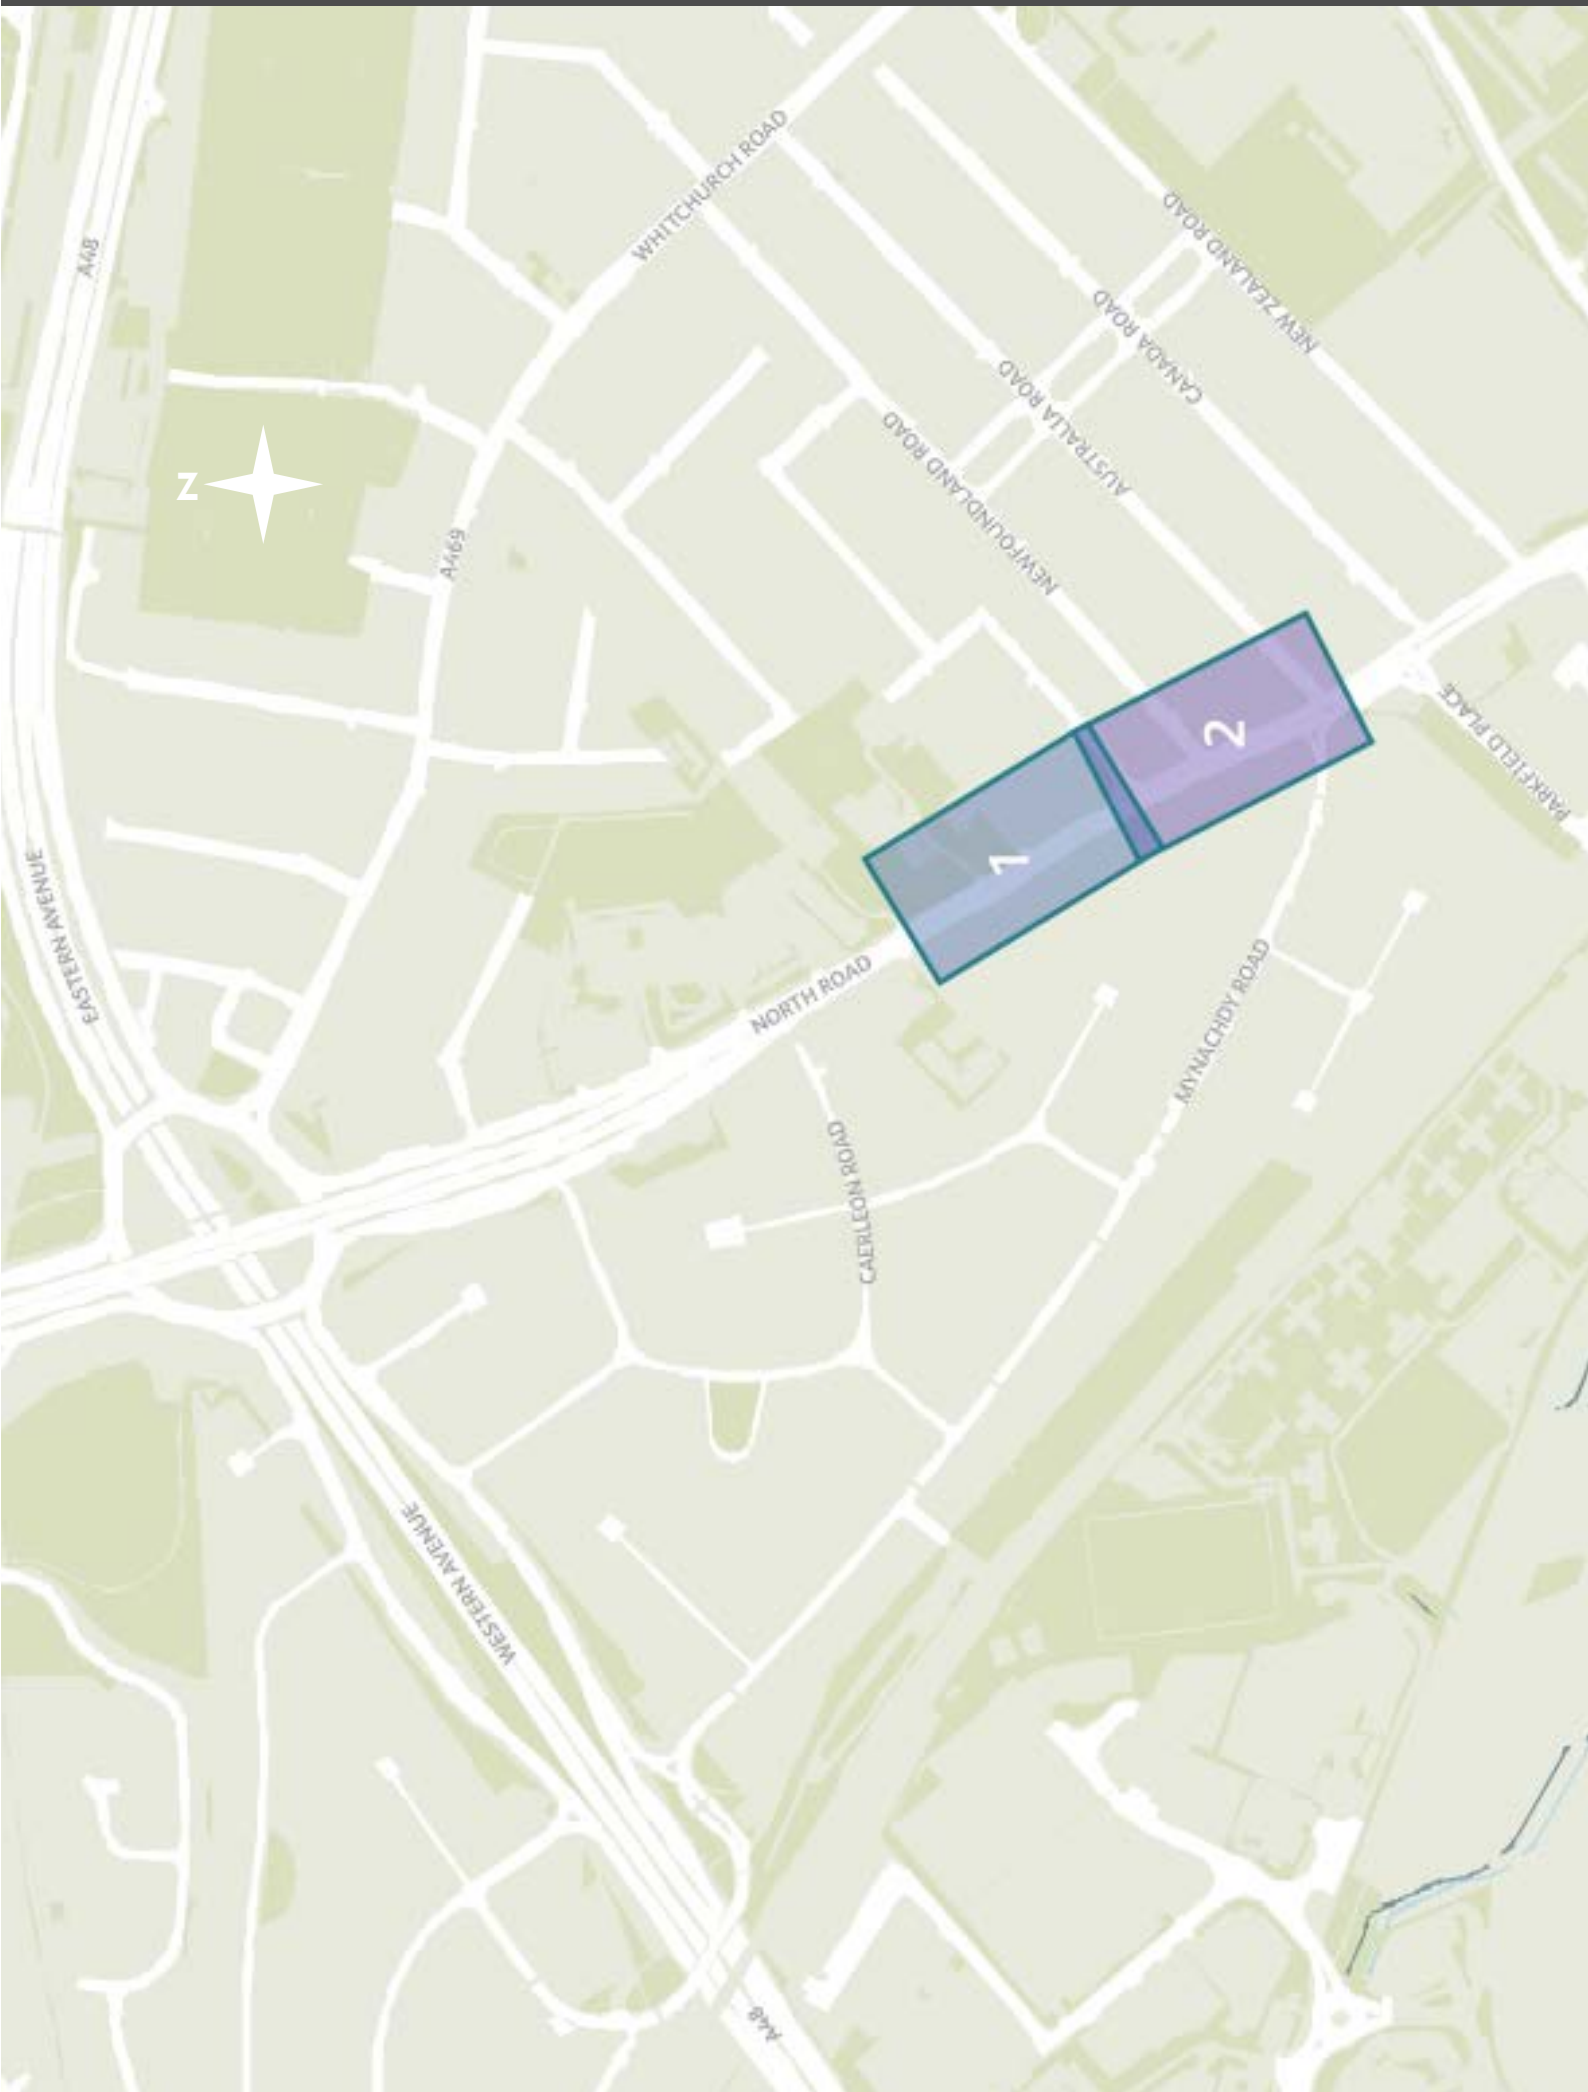 A48
WHITCHURCH ROAD
NEW ZEALAND ROAD
CANADA ROAD
AUSTRALIA ROAD
NEWFOUNDLAND ROAD
N
A469
2
PARKFIELD PLACE
1
EASTERN AVENUE
NORTH ROAD
MYNACHDY ROAD
CAERLEON ROAD
WESTERN AVENUE
A48